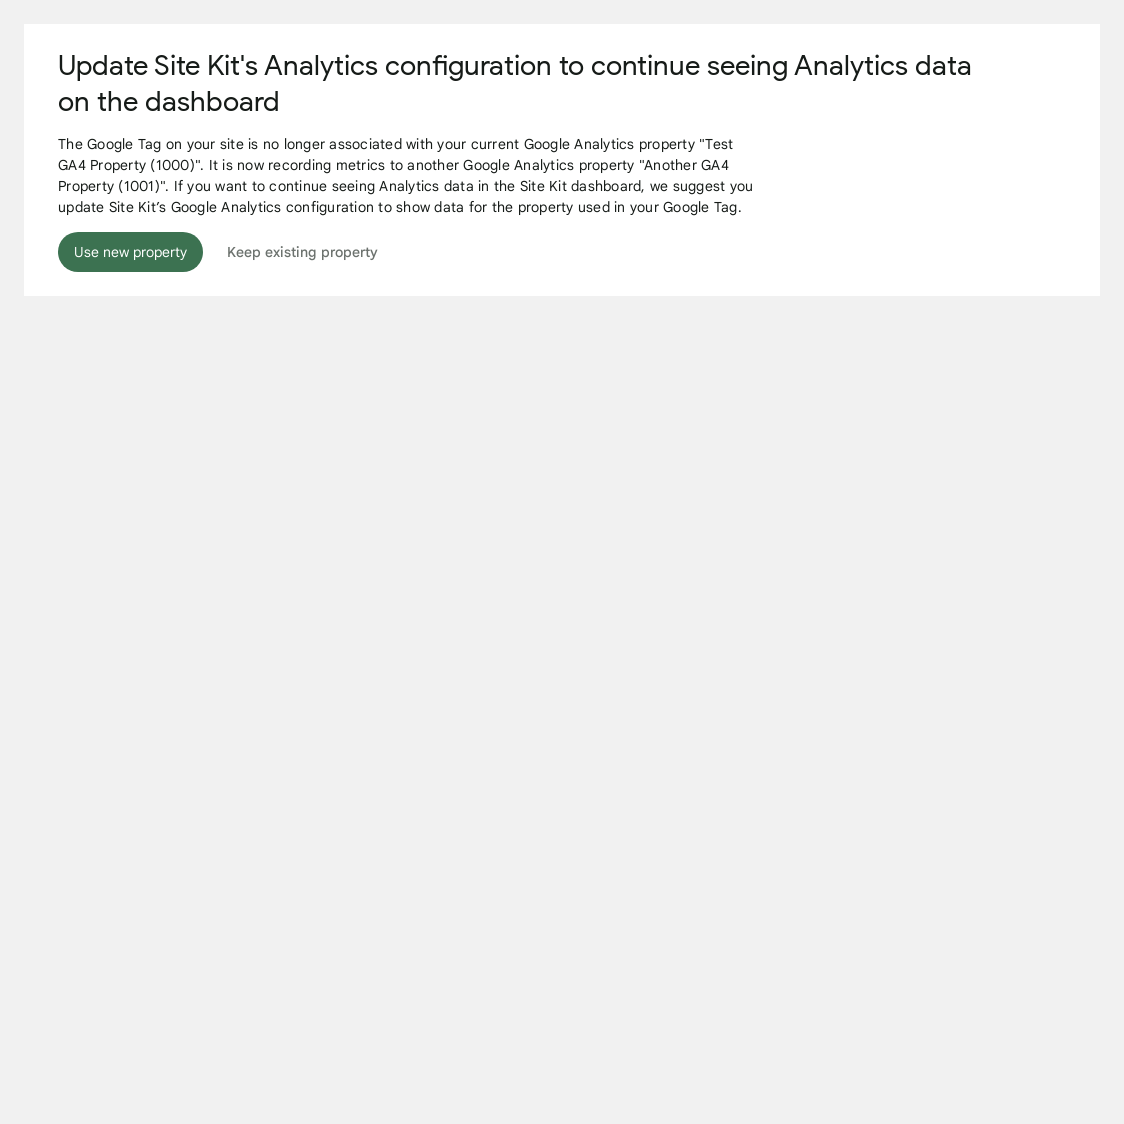 Update Site Kit's Analytics configuration to continue seeing Analytics data
on the dashboard
The Google Tag on your site is no longer associated with your current Google Analytics property "Test
GA4 Property (1000)". It is now recording metrics to another Google Analytics property "Another GA4
Property (1001)". If you want to continue seeing Analytics data in the Site Kit dashboard, we suggest you
update Site Kit’s Google Analytics configuration to show data for the property used in your Google Tag.
Use new property
Keep existing property